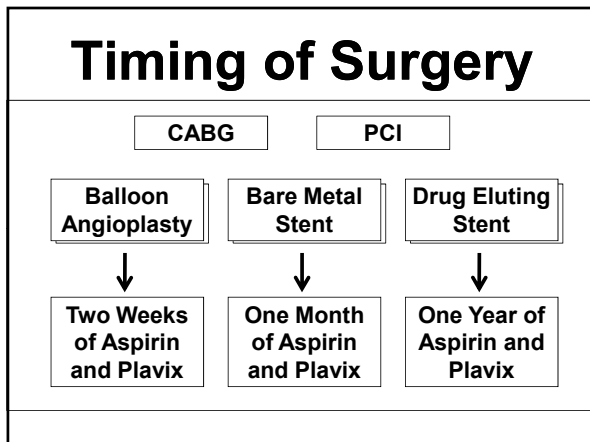 Timing of Surgery
CABG
PCI
Balloon
Angioplasty
Bare Metal
Stent
Drug Eluting
Stent
Two Weeks
of Aspirin
and Plavix
One Month
of Aspirin
and Plavix
One Year of
Aspirin and
Plavix